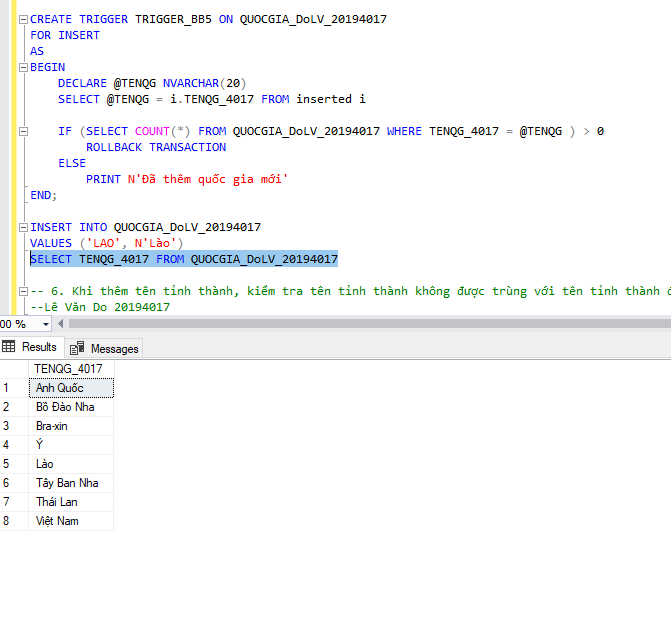 CREATE TRIGGER TRIGGER_BB5 ON QUOCGIA_DoLV_20194017
FOR INSERT
AS
BEGIN
DECLARE @TENQG NVARCHAR(20)
SELECT @TENQG = i.TENQG_4017 FROM inserted i
IF (SELECT COUNT(*) FROM QUOCGIA_DoLV_20194017 WHERE TENQG_4017 = @TENQG ) > 0
ROLLBACK TRANSACTION
ELSE
PRINT N'Đã thêm quốc gia mới'
END;
INSERT INTO QUOCGIA_DoLV_20194017
VALUES ('LAO', N'Lào')
SELECT TENQG_4017 FROM QUOCGIA_DoLV_20194017
-- 6. Khi thêm tên tỉnh thành, kiểm tra tên tỉnh thành không được trùng với tên tỉnh thành
--Lê Văn Do 20194017
00 %
Results Messages
TENQG_4017
1 Anh Quốc
2 Bồ Đào Nha
3 Bra-xin
4 Ý
5 Lào
6 Tây Ban Nha
7 Thái Lan
8 Việt Nam